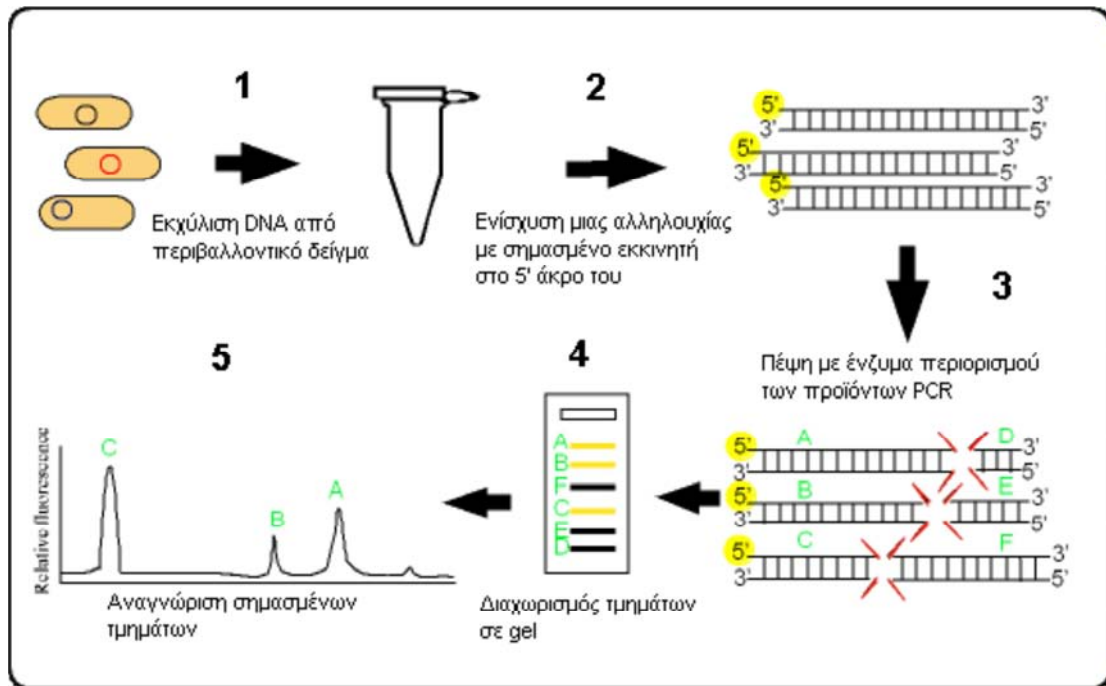 1
Εκχύλιση DNA από
περιβαλλοντικό δείγμα
2
Ενίσχυση μιας αλληλουχίας
με σημασμένο εκκινητή
στο 5' άκρο του
5' 3'
3' 5'
5' 3'
3' 5'
5' 3'
3' 5'
3
Πέψη με ένζυμα περιορισμού
των προϊόντων PCR
5' A D 3'
3' 5'
5' B E 3'
3' 5'
5' C F 3'
3' 5'
4
A
B
F
C
E
D
Διαχωρισμός τμημάτων
σε gel
5
Relative fluorescence
C
B
A
Αναγνώριση σημασμένων
τμημάτων